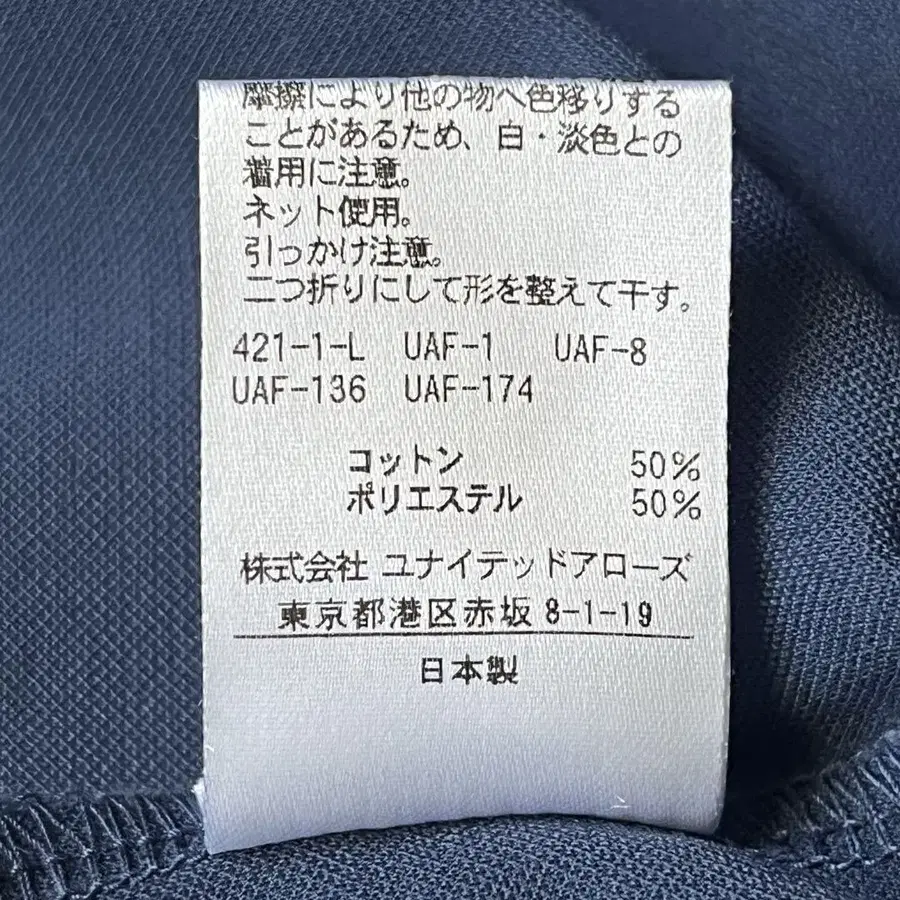 摩擦により他の物へ色移りする
ことがあるため、白・淡色との
着用に注意。
ネット使用。
引っかけ注意。
二つ折りにして形を整えて干す。
421-1-L UAF-1 UAF-8
UAF-136 UAF-174
コットン 50%
ポリエステル 50%
株式会社 ユナイテッドアローズ
東京都港区赤坂 8-1-19
日本製